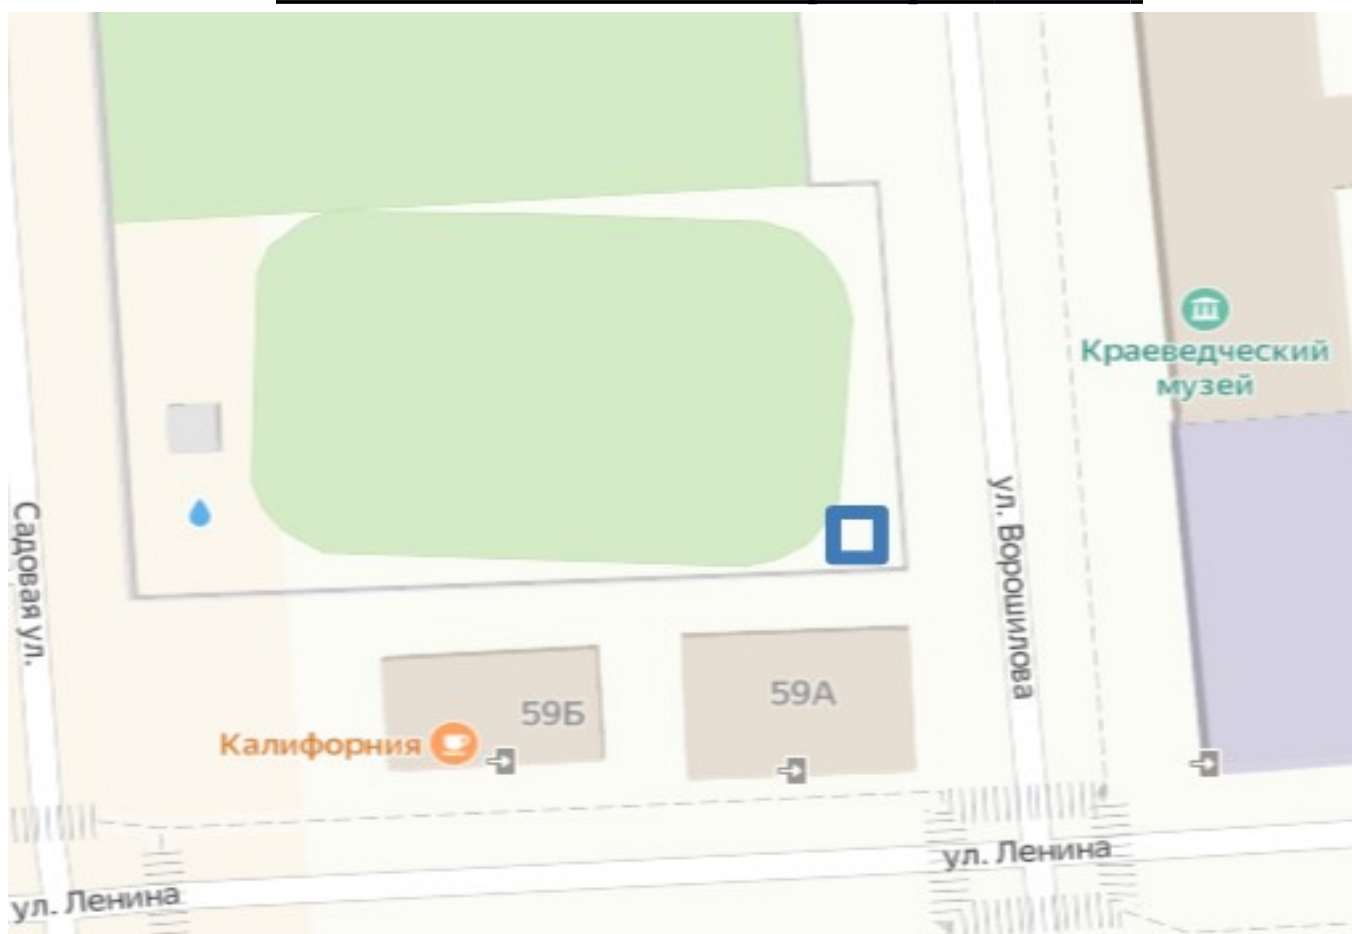 Краеведческий
музей
Садовая ул.
ул. Ворошилова
59Б
59А
Калифорния
ул. Ленина
ул. Ленина